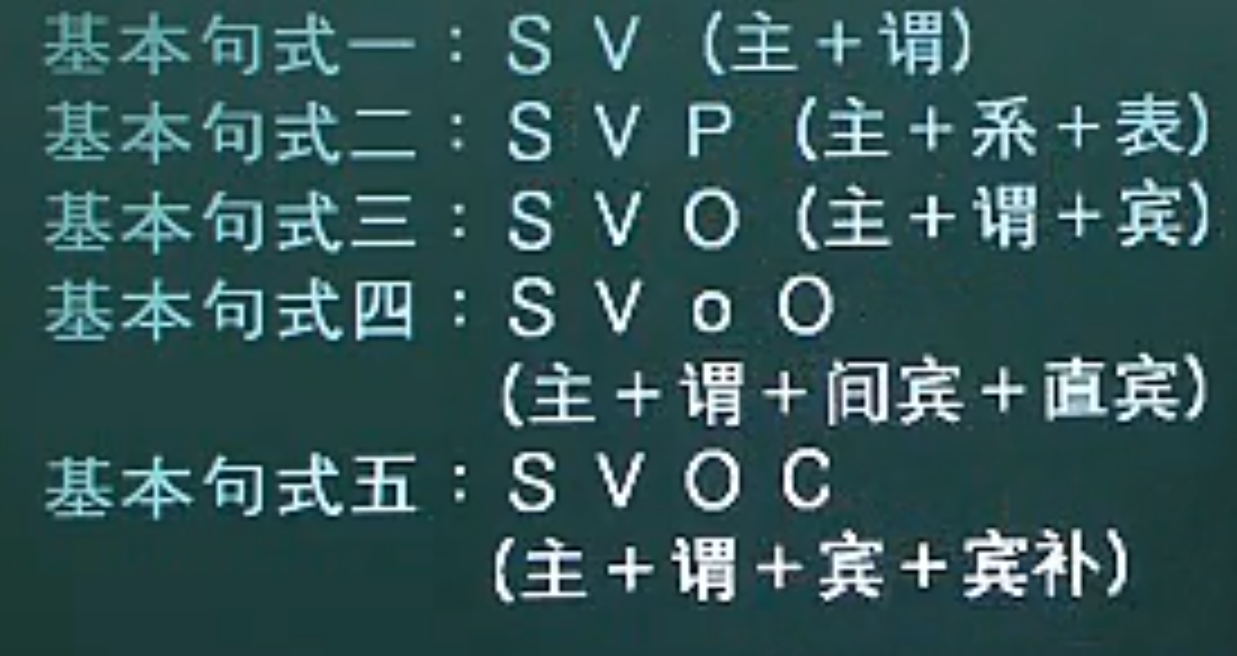 基本句式一：S V （主＋谓）
基本句式二：S V P （主＋系＋表）
基本句式三：S V O （主＋谓＋宾）
基本句式四：S V o O
（主＋谓＋间宾＋直宾）
基本句式五：S V O C
（主＋谓＋宾＋宾补）